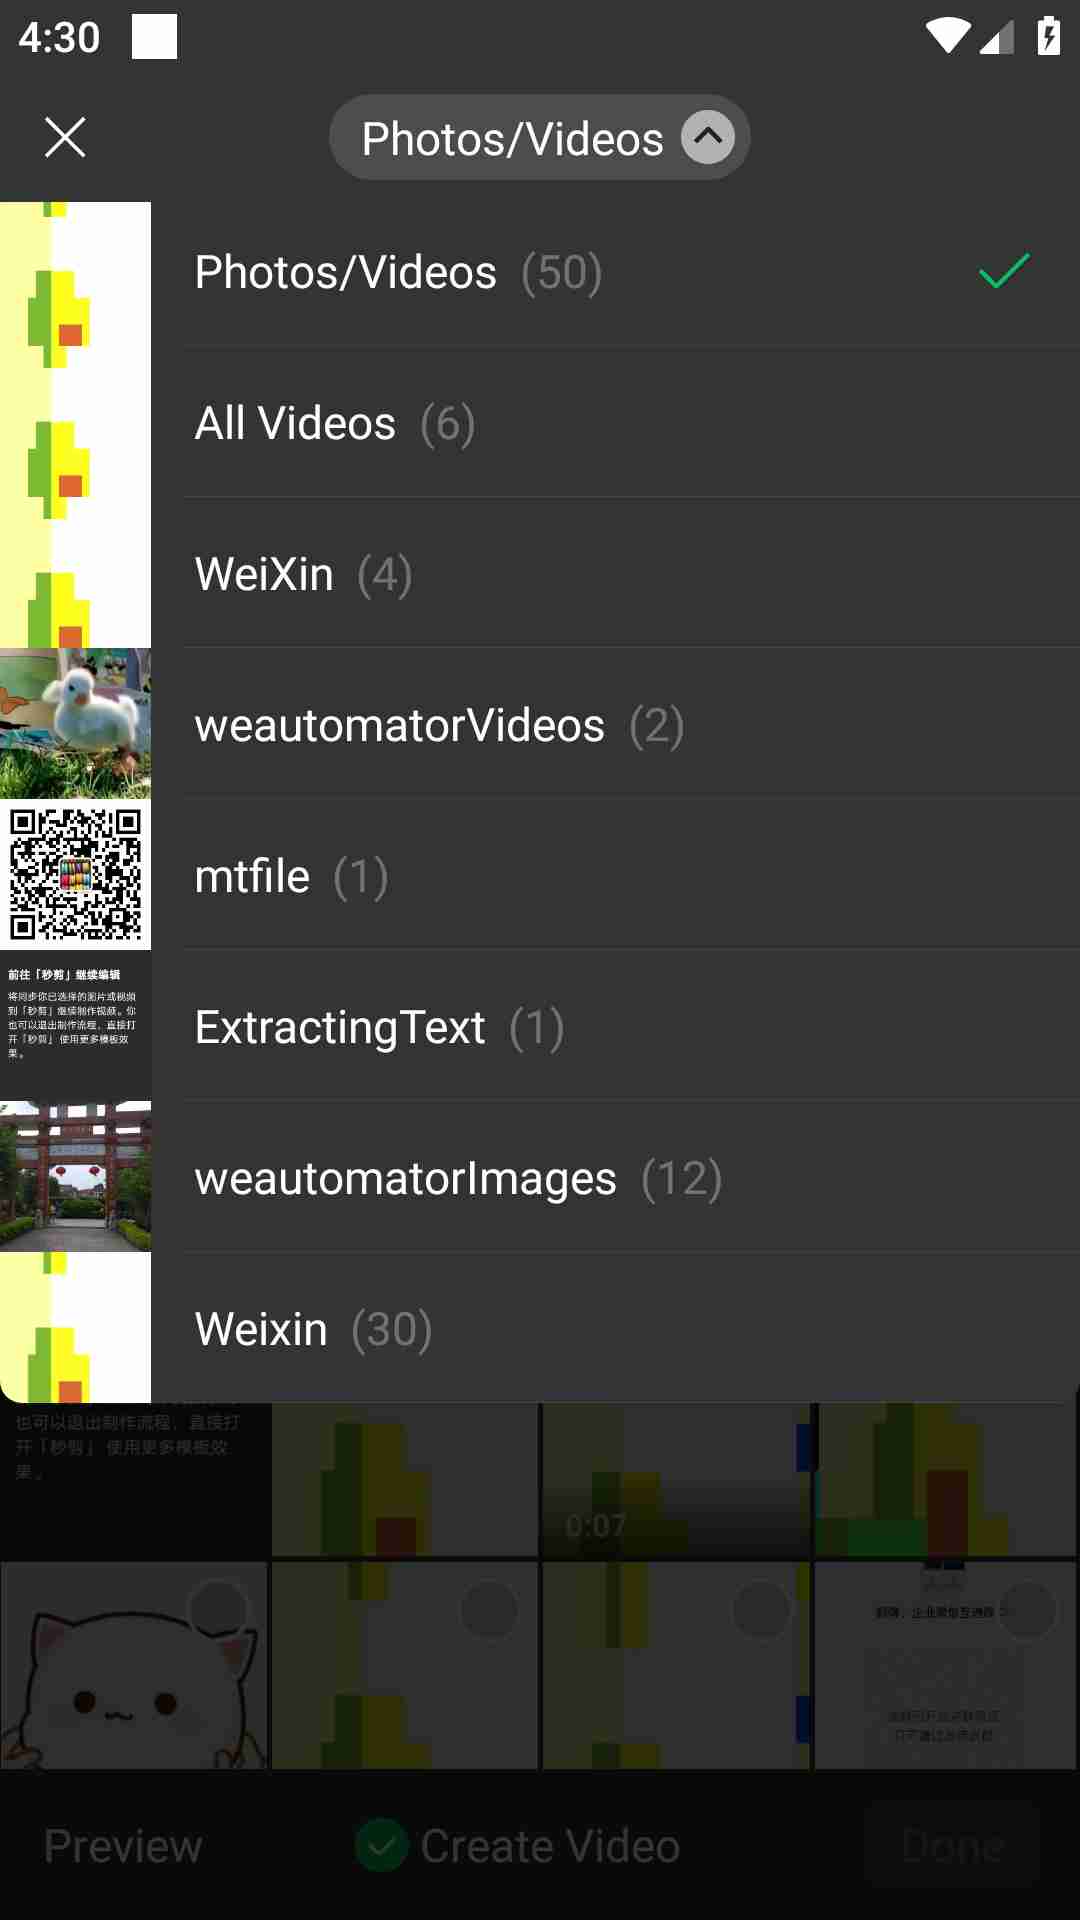 4:30
Photos/Videos
Photos/Videos (50)
All Videos (6)
WeiXin (4)
weautomatorVideos (2)
mtfile (1)
前往「秒剪」继续编辑
将同步你已选择的图片或视频
到「秒剪」继续制作视频。你
也可以退出制作流程，直接打
开「秒剪」使用更多模板效
果。
ExtractingText (1)
weautomatorImages (12)
Weixin (30)
也可以退出制作流程，直接打
开「秒剪」使用更多模板效
果。
0:07
Preview
Create Video
Done